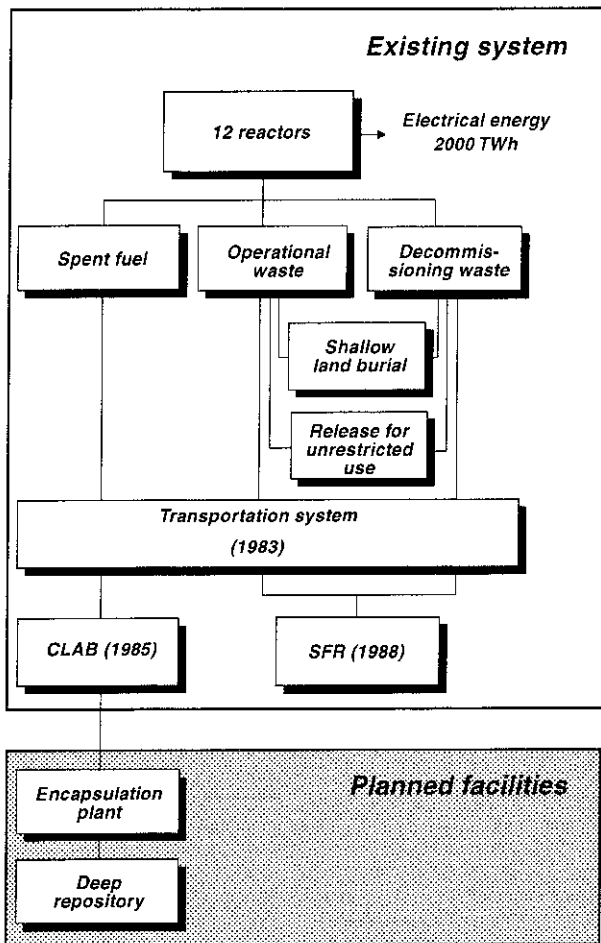 Existing system
12 reactors
Electrical energy
2000 TWh
Spent fuel
Operational
waste
Decommis-
sioning waste
Shallow
land burial
Release for
unrestricted
use
Transportation system
(1983)
CLAB (1985)
SFR (1988)
Planned facilities
Encapsulation
plant
Deep
repository